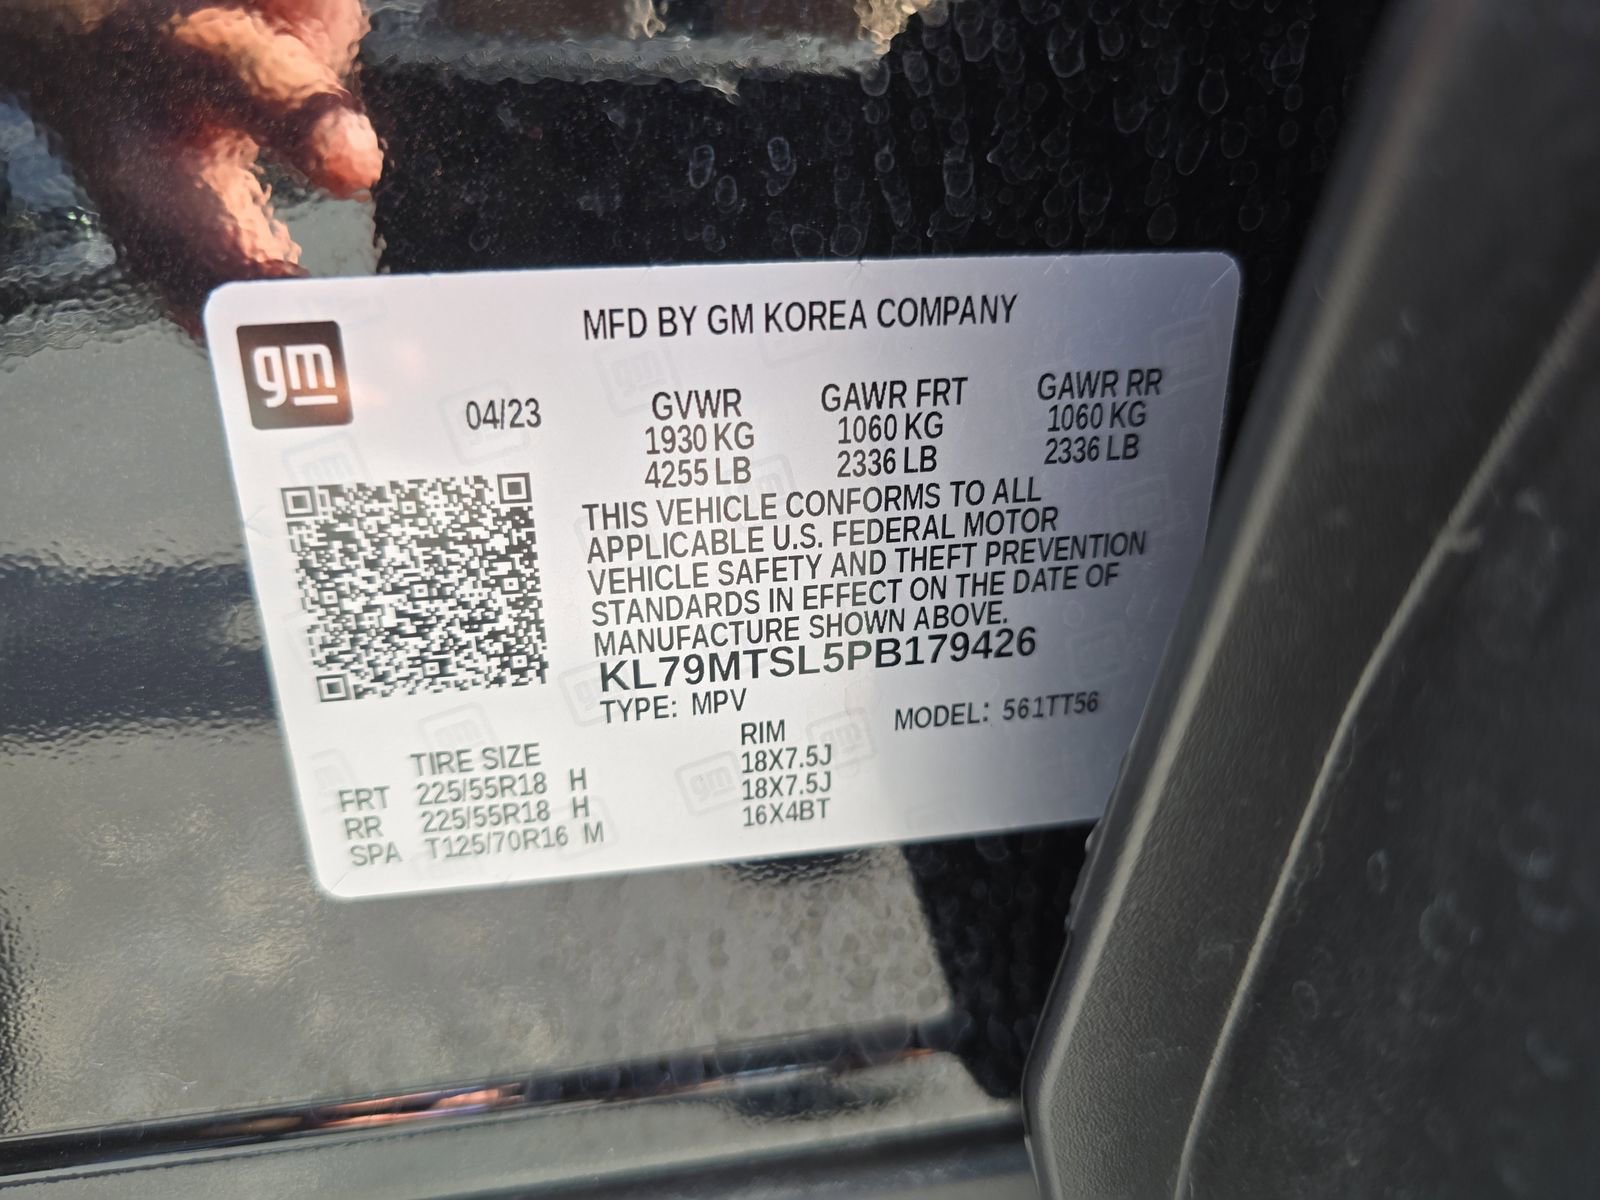 gm
MFD BY GM KOREA COMPANY
04/23
GVWR GAWR FRT GAWR RR
1930 KG 1060 KG 1060 KG
4255 LB 2336 LB 2336 LB
THIS VEHICLE CONFORMS TO ALL
APPLICABLE U.S. FEDERAL MOTOR
VEHICLE SAFETY AND THEFT PREVENTION
STANDARDS IN EFFECT ON THE DATE OF
MANUFACTURE SHOWN ABOVE.
KL79MTSL5PB179426
TYPE: MPV MODEL: 561TT56
TIRE SIZE RIM
FRT 225/55R18 H 18X7.5J
RR 225/55R18 H 18X7.5J
SPA T125/70R16 M 16X4BT